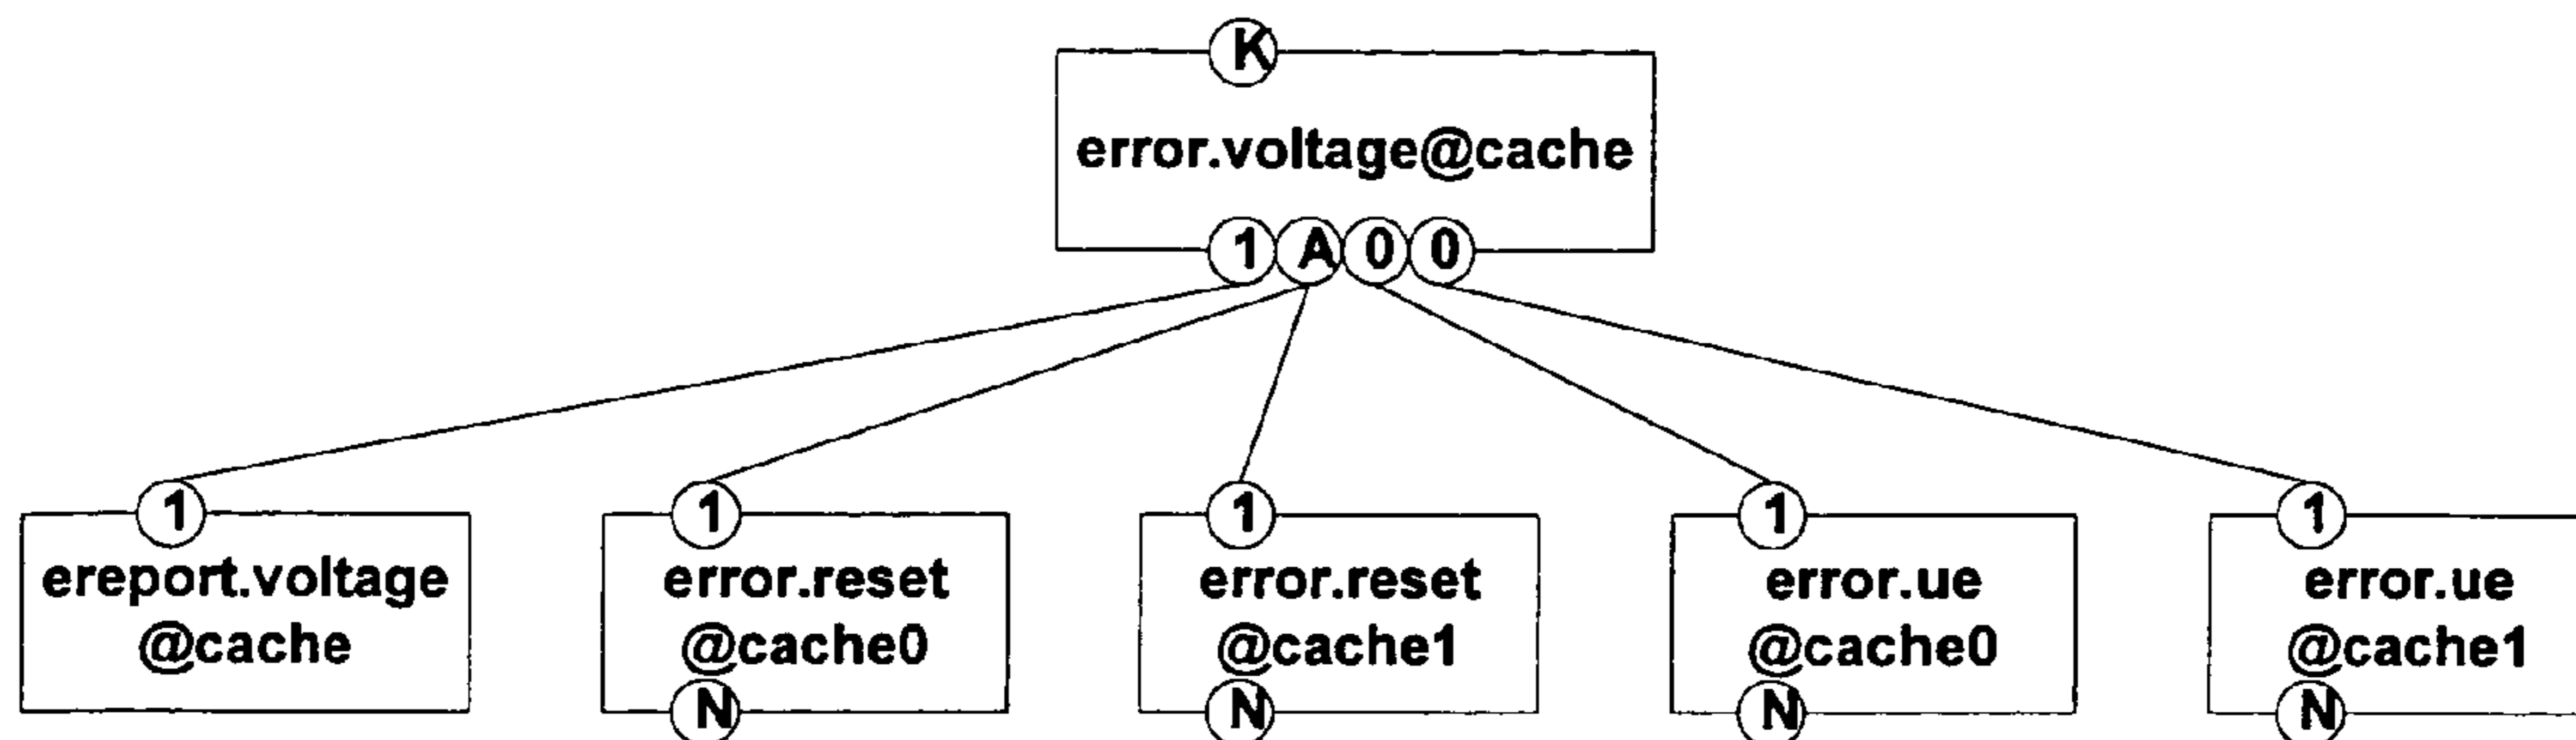 K
error.voltage@cache
1 A 0 0
1 1 1 1 1
ereport.voltage
@cache
error.reset
@cache0
N
error.reset
@cache1
N
error.ue
@cache0
N
error.ue
@cache1
N